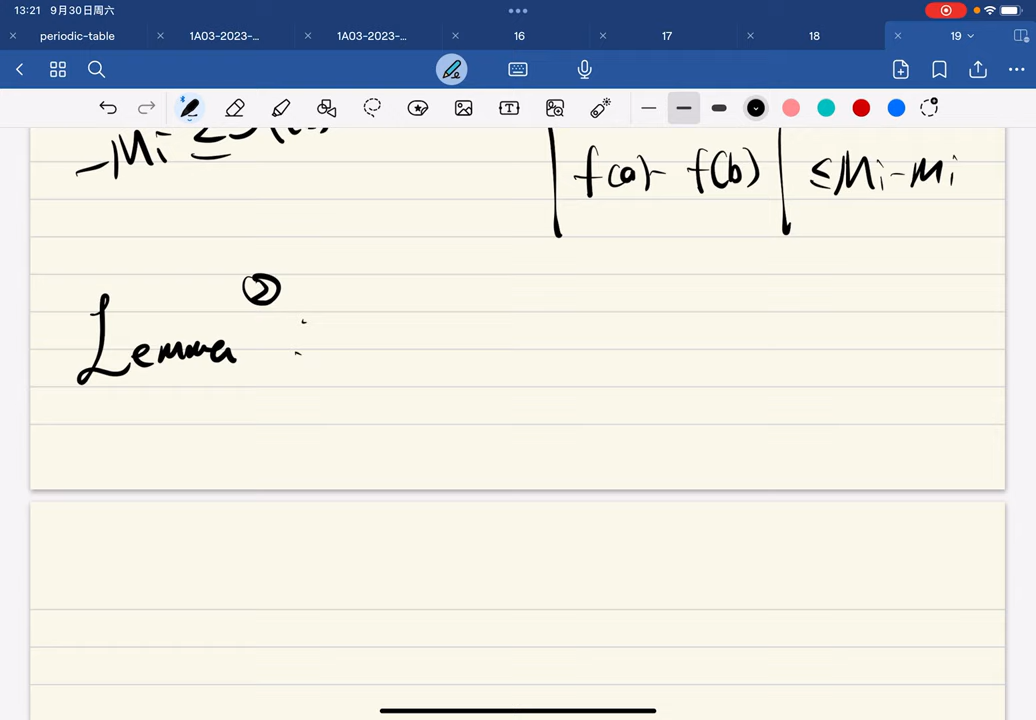 13:21 9月30日周六
periodic-table 1A03-2023-... 1A03-2023-... 16 17 18 19
|f(a) - f(b)| ≤ Mi - mi
Lemma ② :